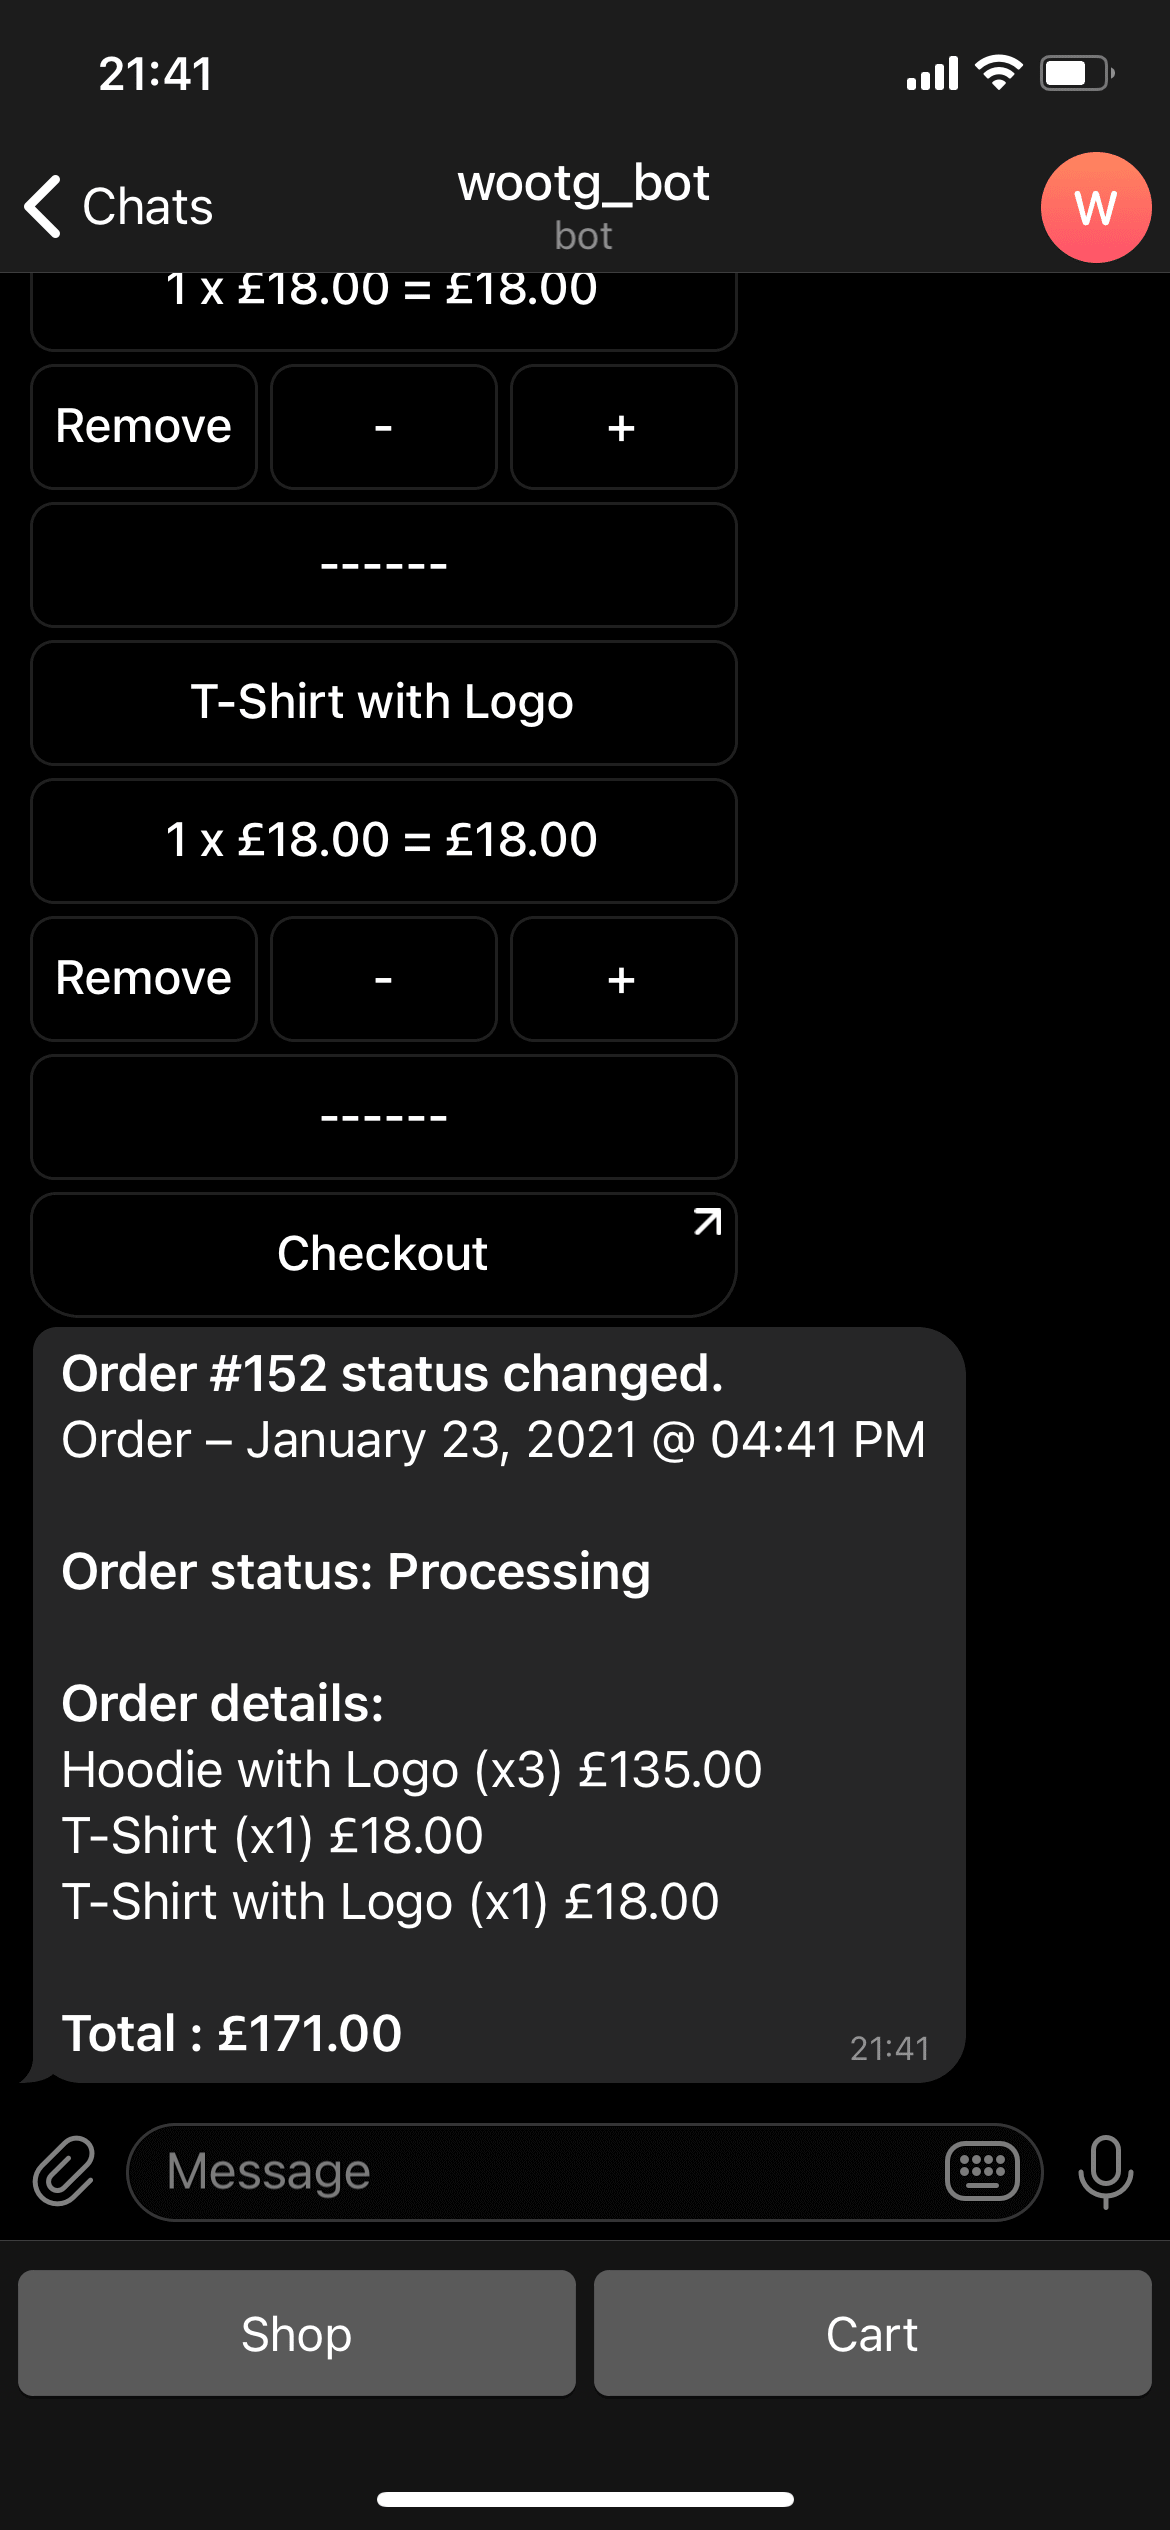 21:41
Chats
wootg_bot
bot
W
1 x £18.00 = £18.00
Remove - +
------
T-Shirt with Logo
1 x £18.00 = £18.00
Remove - +
------
Checkout
Order #152 status changed.
Order – January 23, 2021 @ 04:41 PM
Order status: Processing
Order details:
Hoodie with Logo (x3) £135.00
T-Shirt (x1) £18.00
T-Shirt with Logo (x1) £18.00
Total : £171.00
21:41
Message
Shop Cart